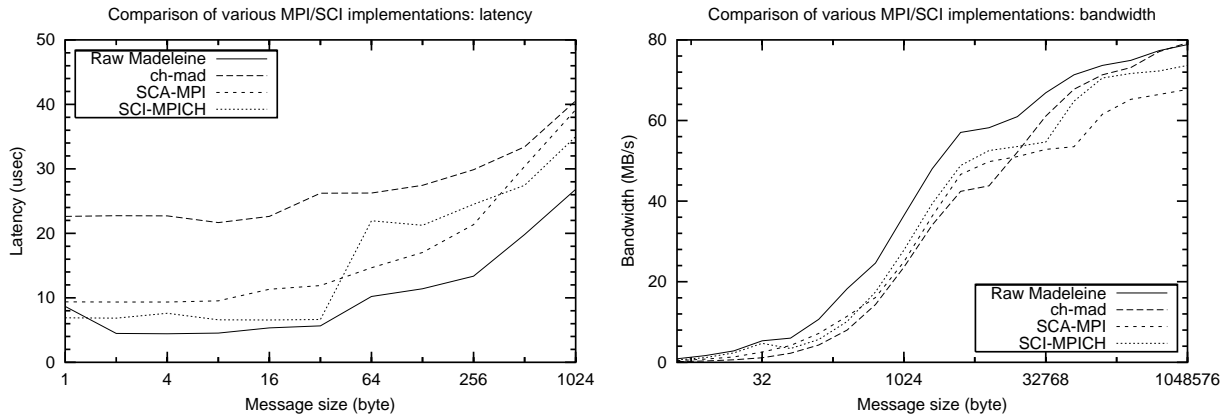 Comparison of various MPI/SCI implementations: latency
50
40
30
20
10
0
Latency (usec)
Raw Madeleine
ch-mad
SCA-MPI
SCI-MPICH
1 4 16 64 256 1024
Message size (byte)
Comparison of various MPI/SCI implementations: bandwidth
80
60
40
20
0
Bandwidth (MB/s)
Raw Madeleine
ch-mad
SCA-MPI
SCI-MPICH
32 1024 32768 1048576
Message size (byte)